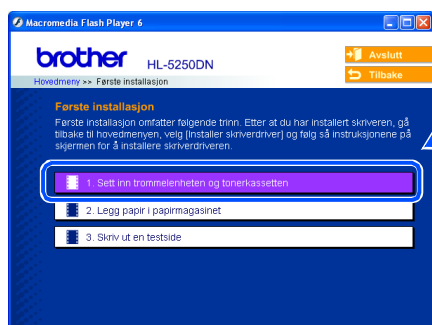 Macromedia Flash Player 6
brother HL-5250DN
Avslutt
Tilbake
Hovedmeny >> Første installasjon
Første installasjon
Første installasjon omfatter følgende trinn. Etter at du har installert skriveren, gå
tilbake til hovedmenyen, velg [Installer skriverdriver] og følg så instruksjonene på
skjermen for å installere skriverdriveren.
1. Sett inn trommelenheten og tonerkassetten
2. Legg papir i papirmagasinet
3. Skriv ut en testside